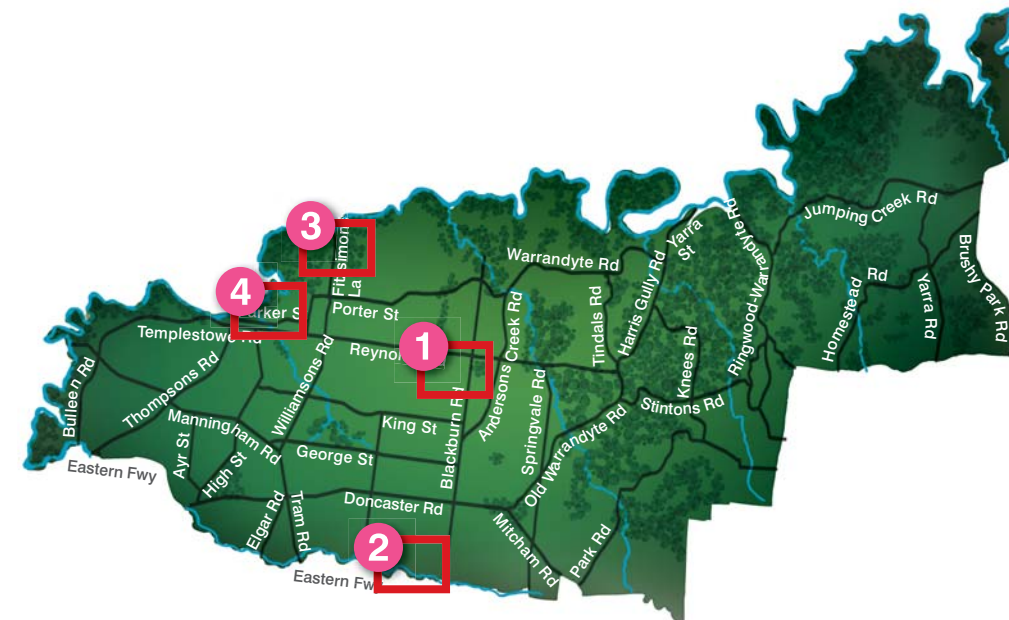 Jumping Creek Rd
Ringwood-Warrandyte Rd
Yarra
St
Brushy Park Rd
3
Warrandyte Rd
Harris Gully Rd
Homestead
Rd
Yarra Rd
La
4
Porter St
Tindals Rd
Templestowe Rd
1
Andersons Creek Rd
Knees Rd
Bulleen Rd
Thompsons Rd
Williamsons Rd
Blackburn Rd
Springvale Rd
Stintons Rd
Manningham Rd
King St
Old Warrandyte Rd
Ayr St
High St
George St
Eastern Fwy
Elgar Rd
Tram Rd
Doncaster Rd
Mitcham Rd
Park Rd
2
Eastern Fw